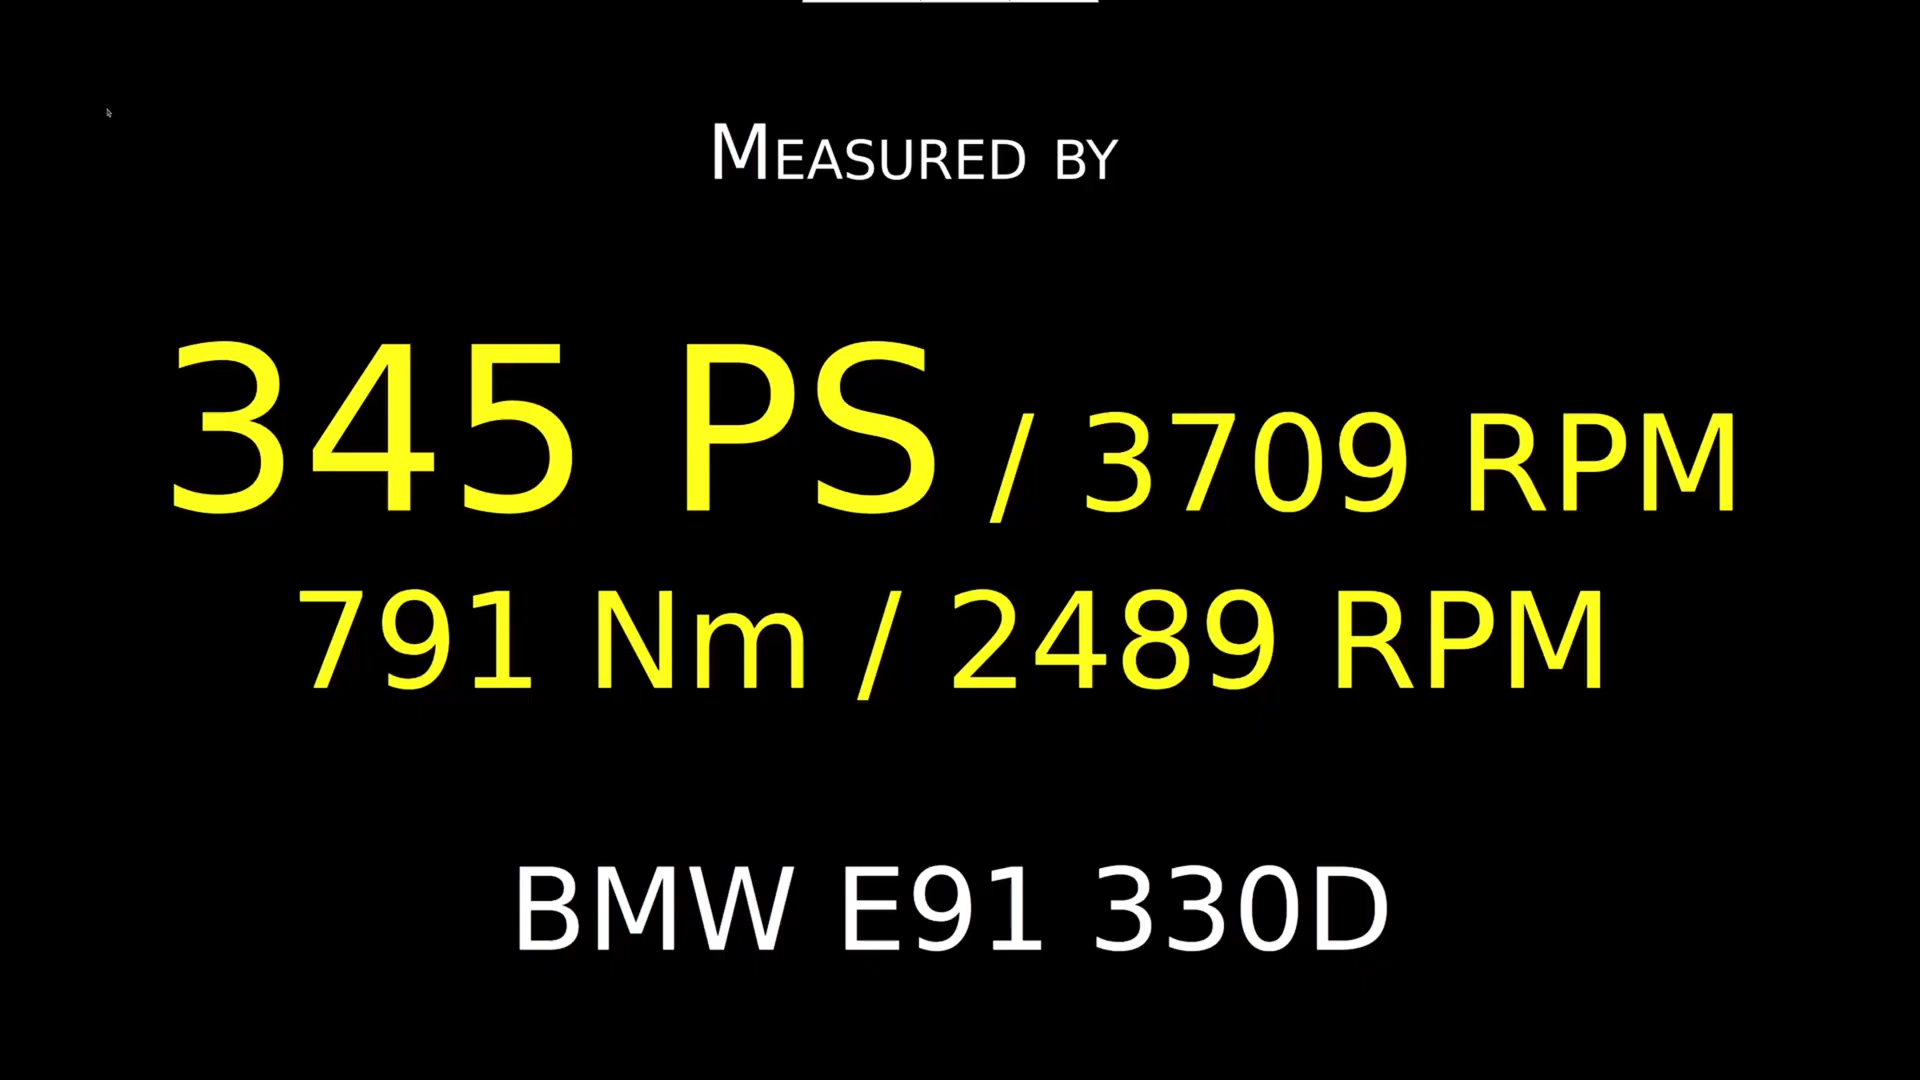 Measured by
345 PS / 3709 RPM
791 Nm / 2489 RPM
BMW E91 330D